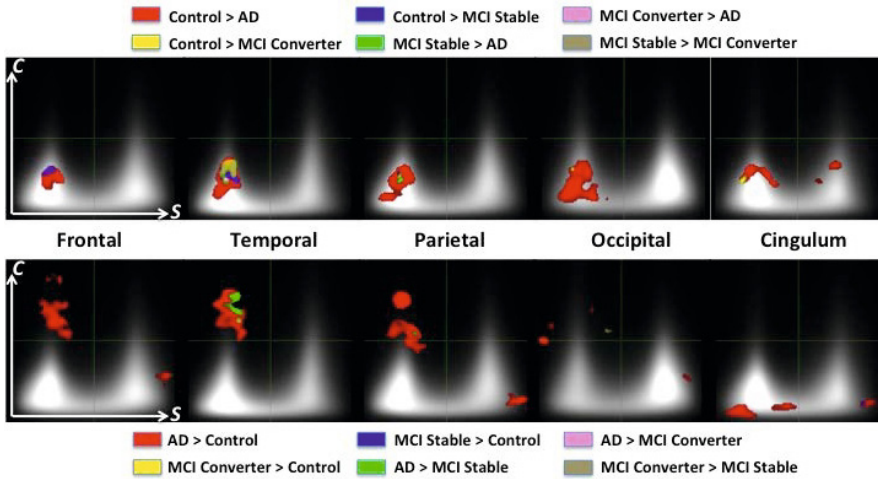 Control > AD Control > MCI Stable MCI Converter > AD
Control > MCI Converter MCI Stable > AD MCI Stable > MCI Converter
C
S
Frontal Temporal Parietal Occipital Cingulum
C
S
AD > Control MCI Stable > Control AD > MCI Converter
MCI Converter > Control AD > MCI Stable MCI Converter > MCI Stable